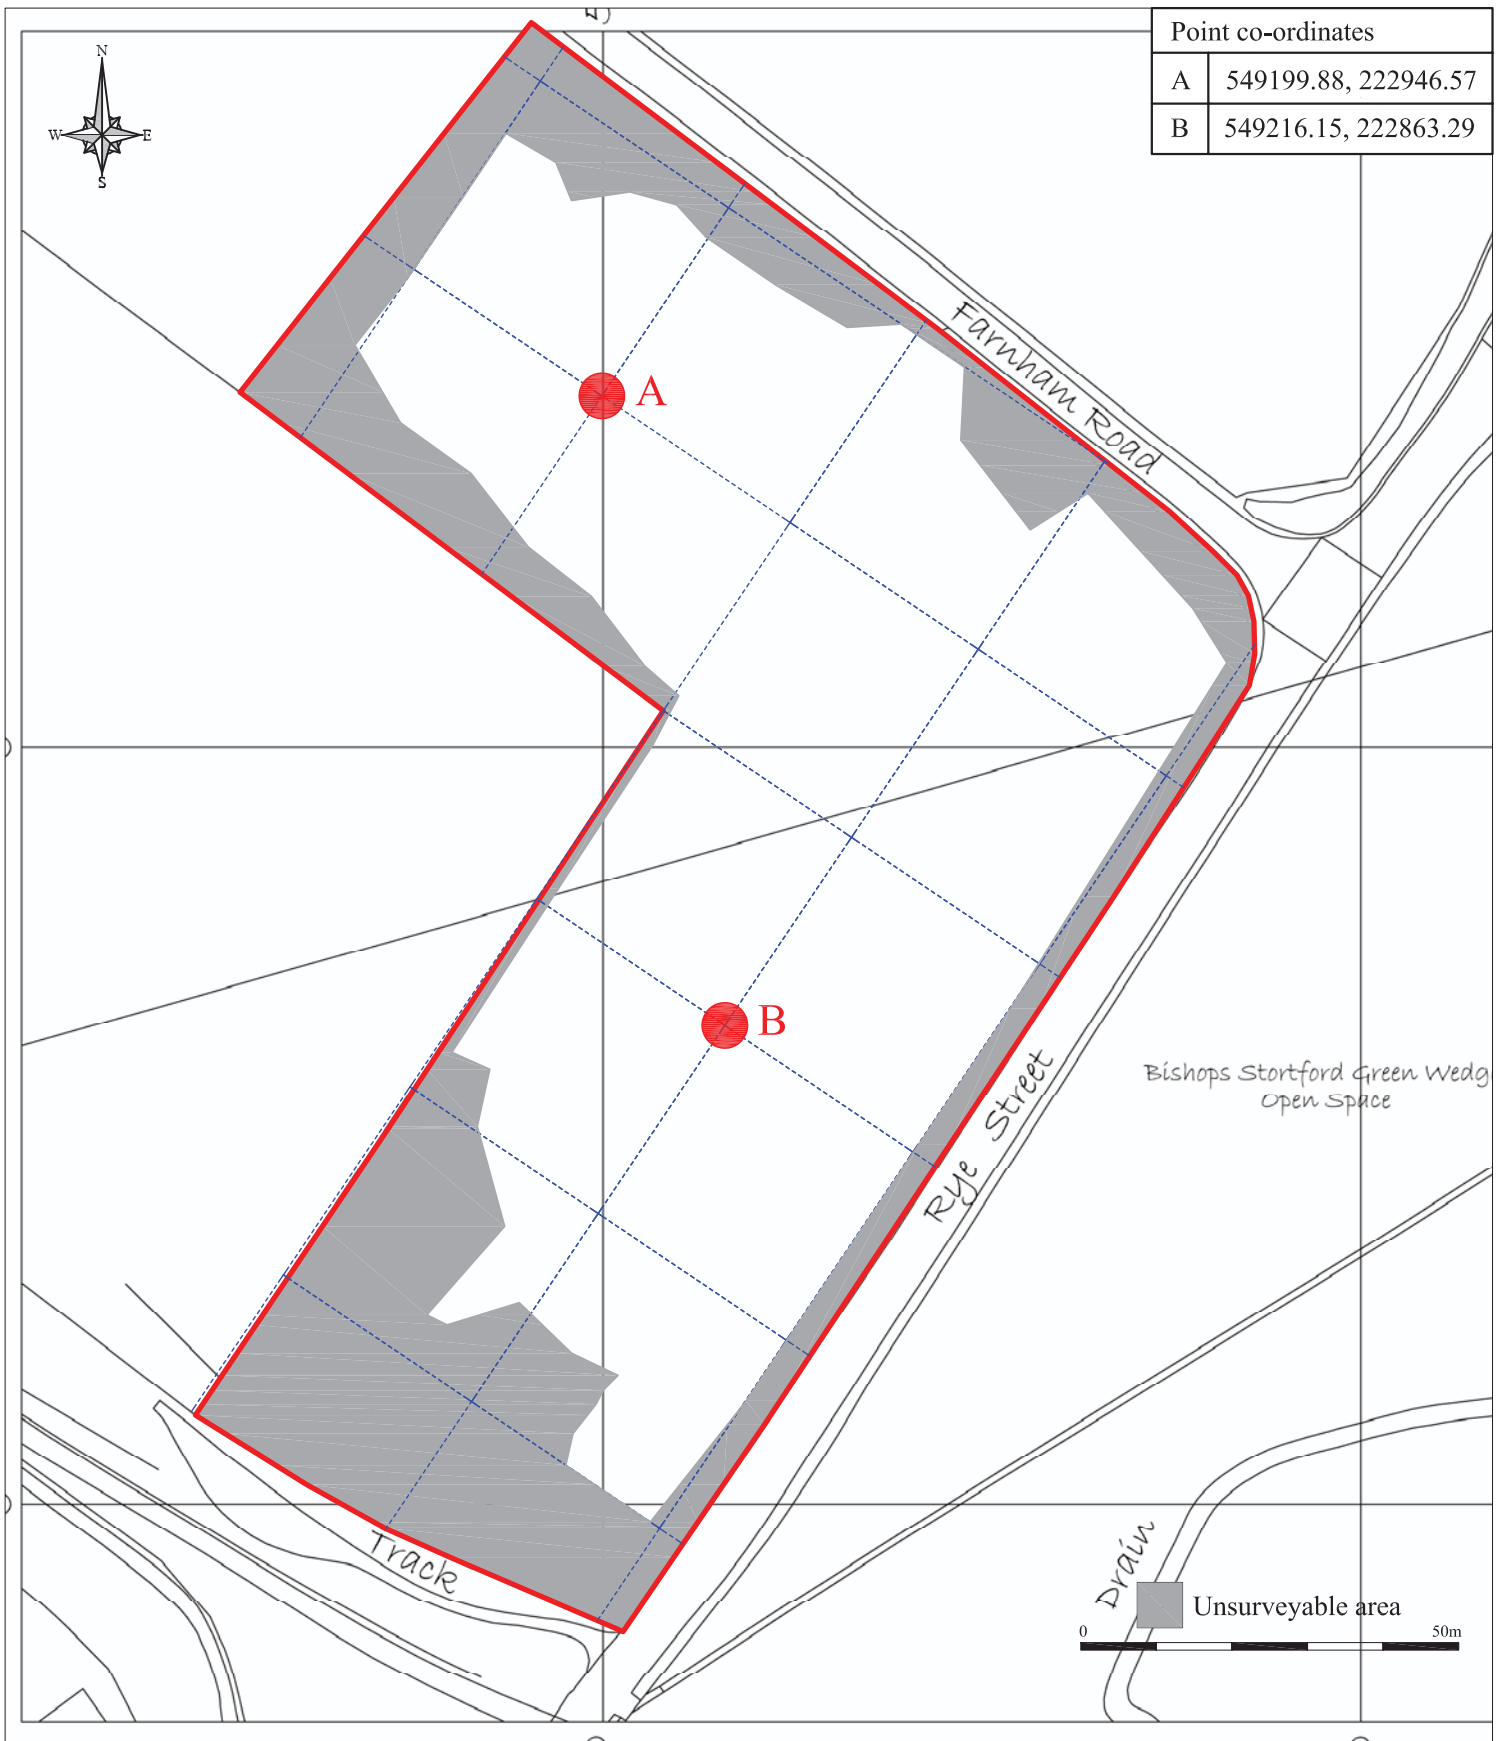 Point co-ordinates
A 549199.88, 222946.57
B 549216.15, 222863.29
N
W E
S
Farnham Road
A
B
Rye Street
Bishops Stortford Green Wedg
Open Space
Track
Drain
Unsurveyable area
0 50m